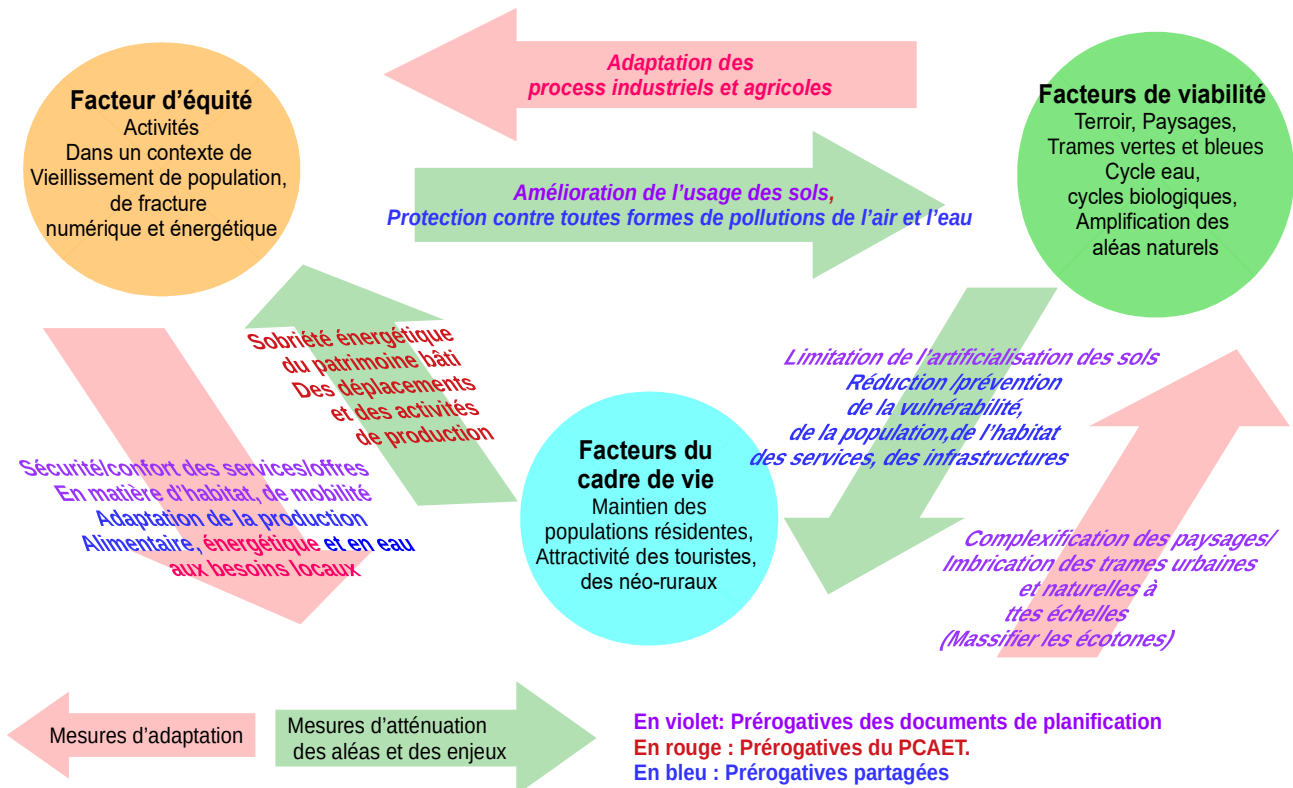 Adaptation des
process industriels et agricoles
Facteur d'équité
Activités
Dans un contexte de
Vieillissement de population,
de fracture
numérique et énergétique
Facteurs de viabilité
Terroir, Paysages,
Trames vertes et bleues
Cycle eau,
cycles biologiques,
Amplification des
aléas naturels
Amélioration de l'usage des sols,
Protection contre toutes formes de pollutions de l'air et l'eau
Sobriété énergétique
du patrimoine bâti
Des déplacements
et des activités
de production
Limitation de l'artificialisation des sols
Réduction /prévention
de la vulnérabilité,
de la population,de l'habitat
des services, des infrastructures
Sécurité/confort des services/offres
En matière d'habitat, de mobilité
Adaptation de la production
Alimentaire, énergétique et en eau
aux besoins locaux
Facteurs du
cadre de vie
Maintien des
populations résidentes,
Attractivité des touristes,
des néo-ruraux
Complexification des paysages/
Imbrication des trames urbaines
et naturelles à
ttes échelles
(Massifier les écotones)
Mesures d'adaptation
Mesures d'atténuation
des aléas et des enjeux
En violet: Prérogatives des documents de planification
En rouge : Prérogatives du PCAET.
En bleu : Prérogatives partagées